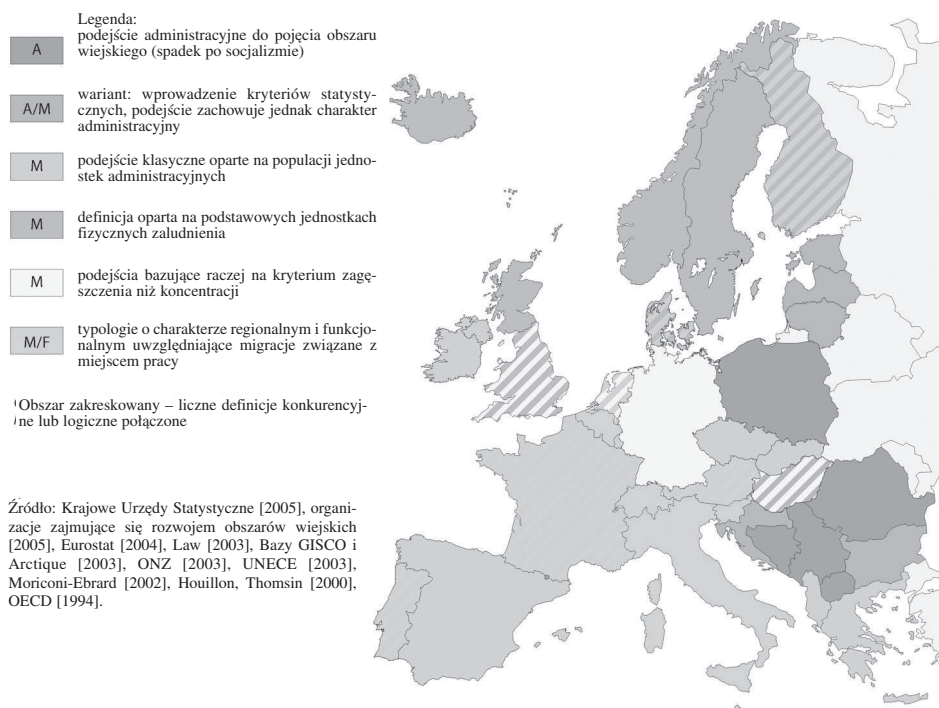 Legenda:
A
podejście administracyjne do pojęcia obszaru
wiejskiego (spadek po socjalizmie)
A/M
wariant: wprowadzenie kryteriów statysty-
cznych, podejście zachowuje jednak charakter
administracyjny
M
podejście klasyczne oparte na populacji jedno-
stek administracyjnych
M
definicja oparta na podstawowych jednostkach
fizycznych zaludnienia
M
podejścia bazujące raczej na kryterium zagę-
szczenia niż koncentracji
M/F
typologie o charakterze regionalnym i funkcjo-
nalnym uwzględniające migracje związane z
miejscem pracy
Obszar zakreskowany – liczne definicje konkurencyj-
ne lub logiczne połączone
Źródło: Krajowe Urzędy Statystyczne [2005], organi-
zacje zajmujące się rozwojem obszarów wiejskich
[2005], Eurostat [2004], Law [2003], Bazy GISCO i
Arctique [2003], ONZ [2003], UNECE [2003],
Moriconi-Ebrard [2002], Houillon, Thomsin [2000],
OECD [1994].